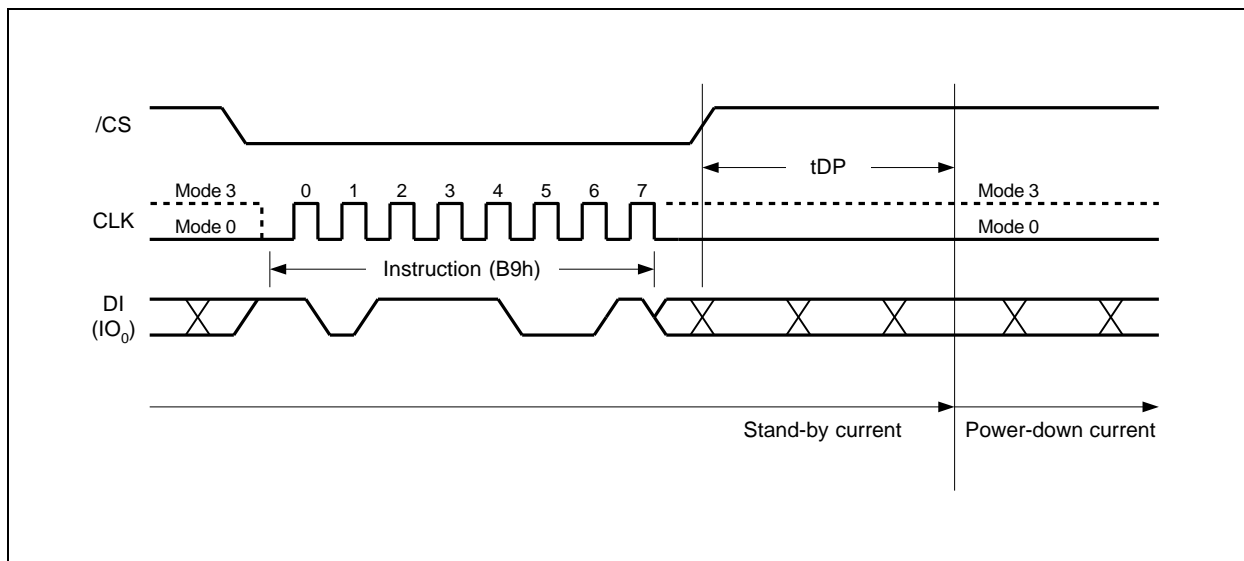 /CS
tDP
Mode 3 0 1 2 3 4 5 6 7 Mode 3
CLK
Mode 0 Mode 0
Instruction (B9h)
DI
(IO0)
Stand-by current Power-down current